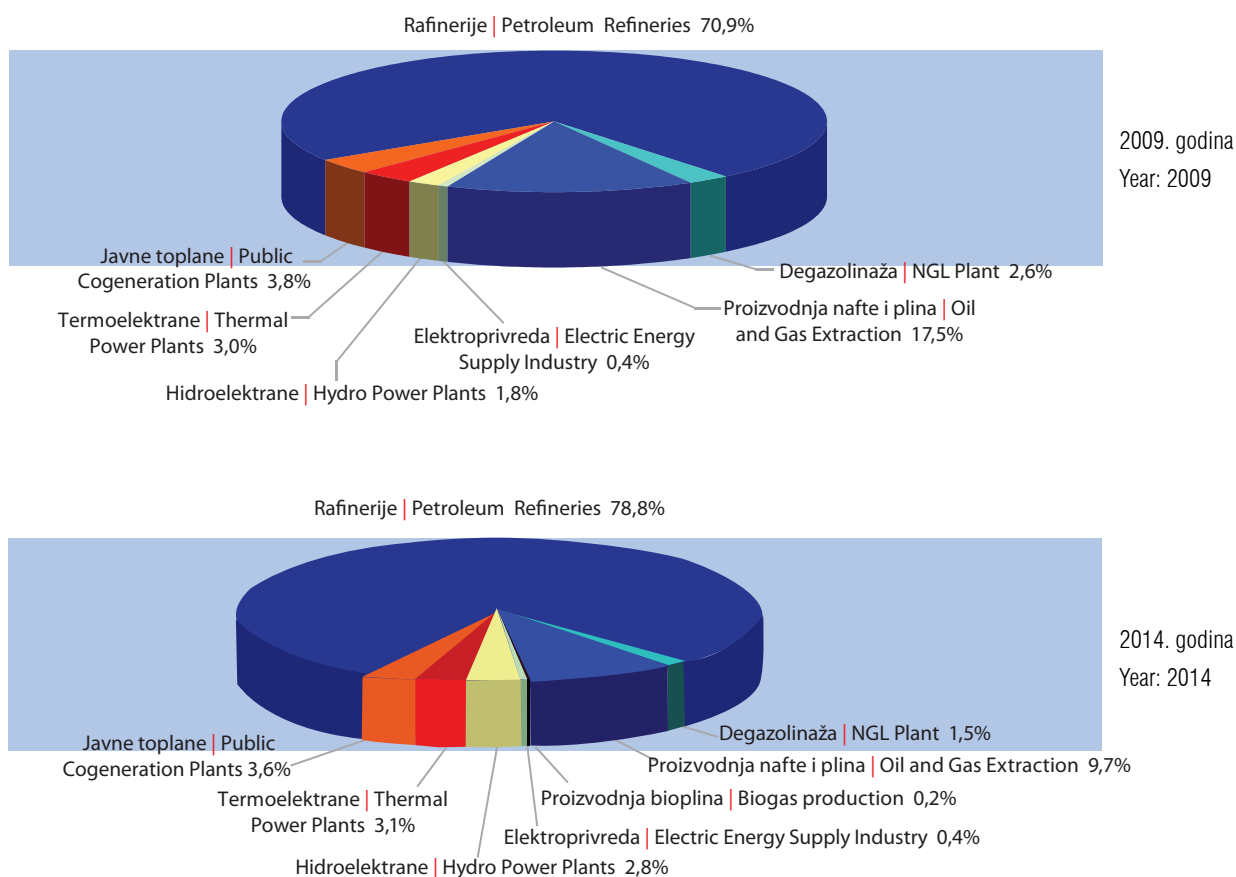 Rafinerije | Petroleum Refineries 70,9%
2009. godina
Year: 2009
Javne toplane | Public
Cogeneration Plants 3,8%
Degazolinaža | NGL Plant 2,6%
Termoelektrane | Thermal
Power Plants 3,0%
Proizvodnja nafte i plina | Oil
and Gas Extraction 17,5%
Elektroprivreda | Electric Energy
Supply Industry 0,4%
Hidroelektrane | Hydro Power Plants 1,8%
Rafinerije | Petroleum Refineries 78,8%
2014. godina
Year: 2014
Javne toplane | Public
Cogeneration Plants 3,6%
Degazolinaža | NGL Plant 1,5%
Proizvodnja nafte i plina | Oil and Gas Extraction 9,7%
Termoelektrane | Thermal
Power Plants 3,1%
Proizvodnja bioplina | Biogas production 0,2%
Elektroprivreda | Electric Energy Supply Industry 0,4%
Hidroelektrane | Hydro Power Plants 2,8%